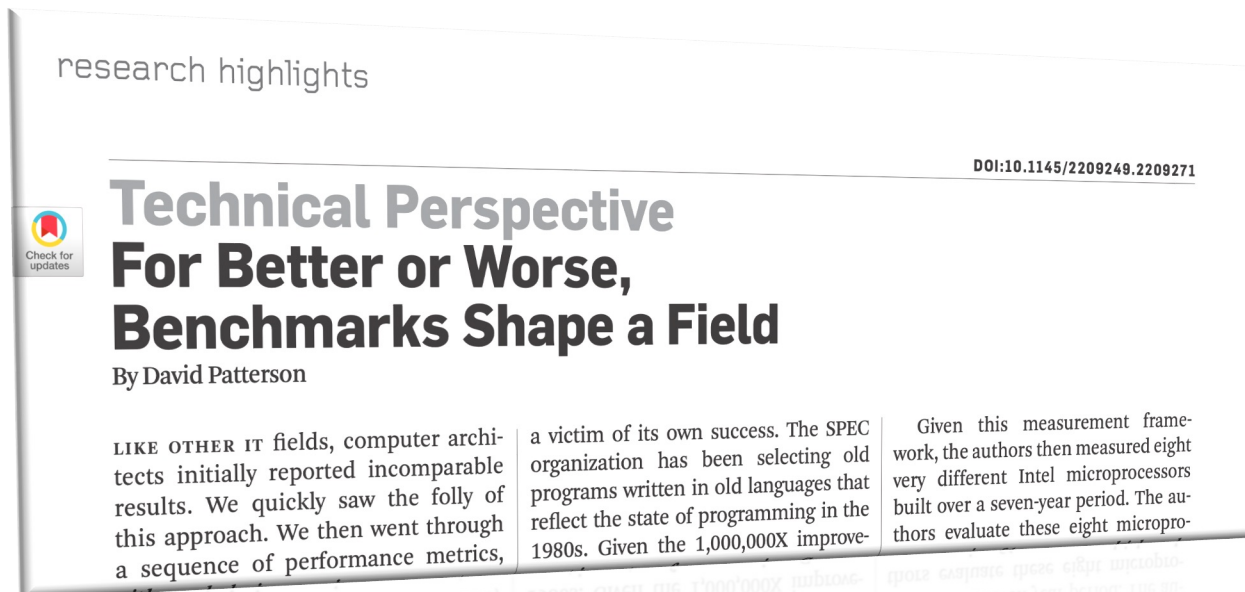 research highlights
DOI:10.1145/2209249.2209271
Technical Perspective
For Better or Worse,
Benchmarks Shape a Field
By David Patterson
Check for
updates
LIKE OTHER IT fields, computer archi-
tects initially reported incomparable
results. We quickly saw the folly of
this approach. We then went through
a sequence of performance metrics,
a victim of its own success. The SPEC
organization has been selecting old
programs written in old languages that
reflect the state of programming in the
1980s. Given the 1,000,000X improve-
Given this measurement frame-
work, the authors then measured eight
very different Intel microprocessors
built over a seven-year period. The au-
thors evaluate these eight micropro-